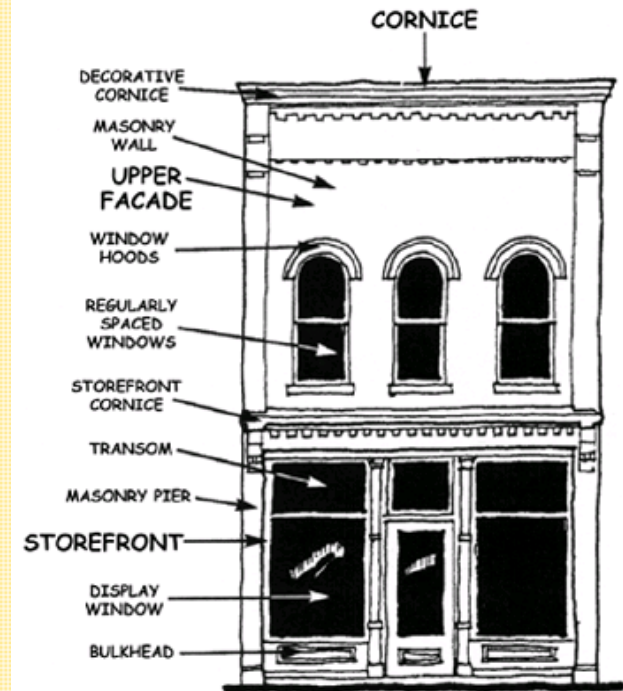 CORNICE
DECORATIVE
CORNICE
MASONRY
WALL
UPPER
FACADE
WINDOW
HOODS
REGULARLY
SPACED
WINDOWS
STOREFRONT
CORNICE
TRANSOM
MASONRY PIER
STOREFRONT
DISPLAY
WINDOW
BULKHEAD